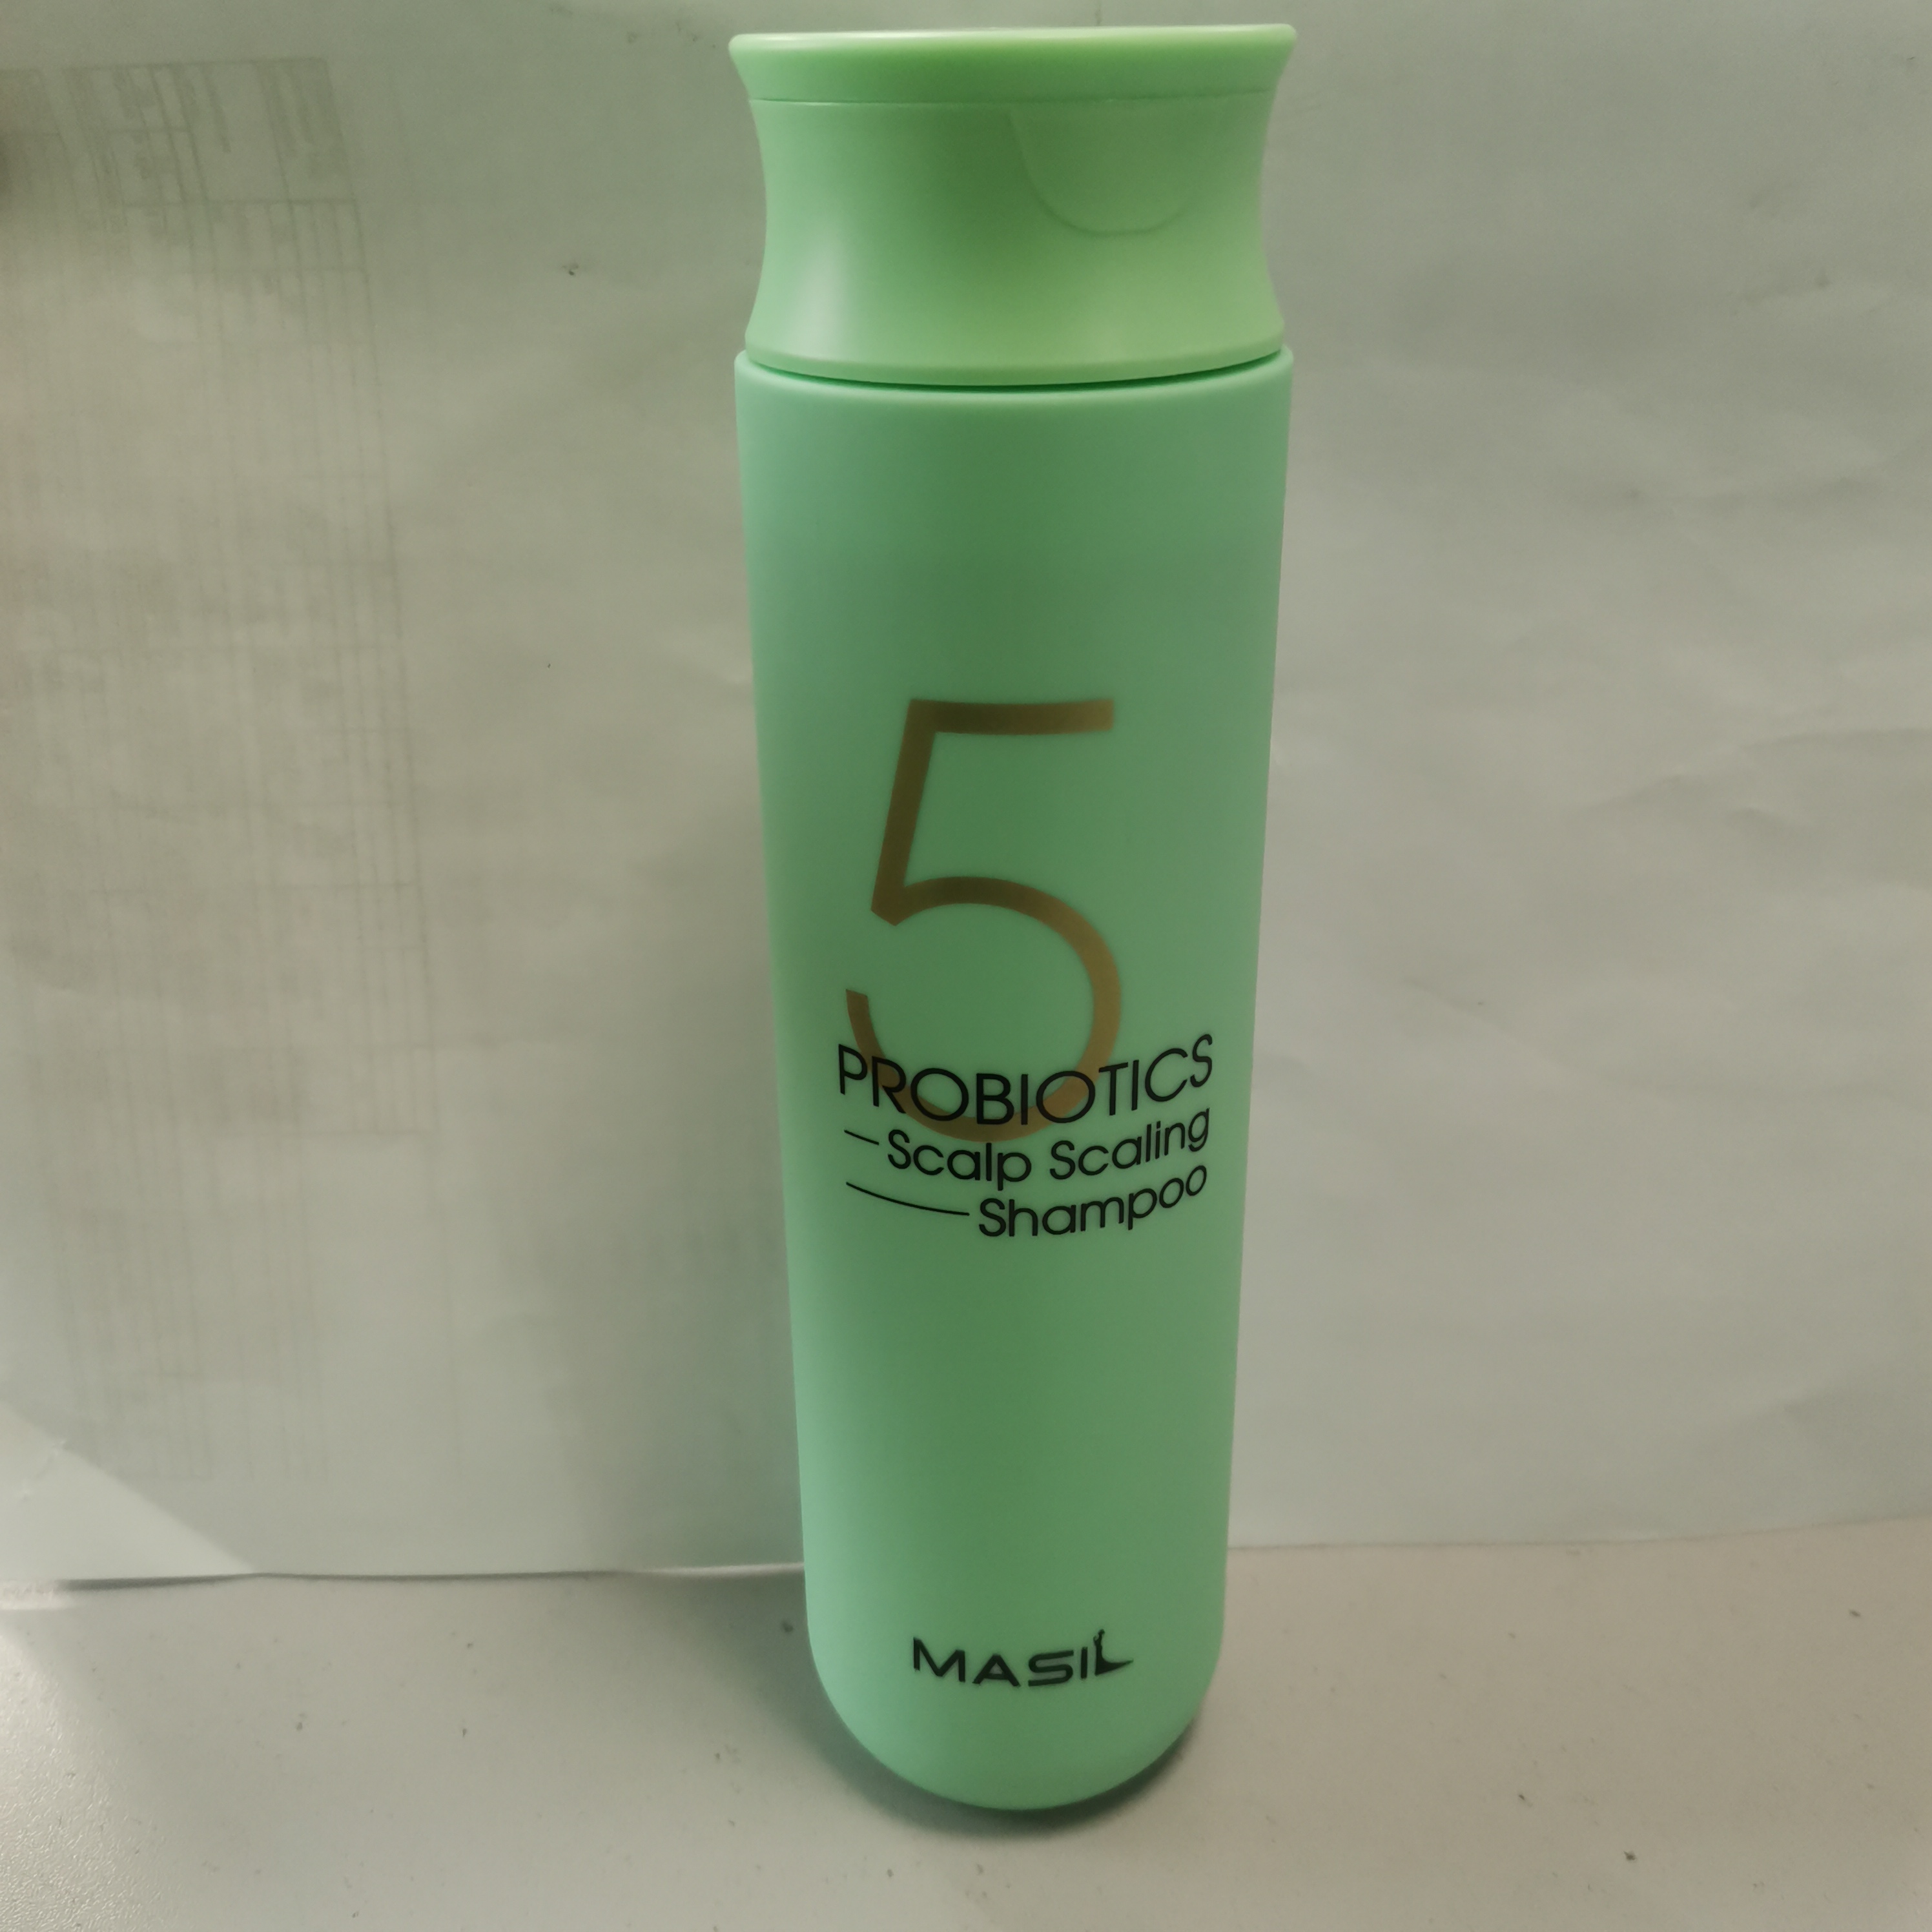 5
PROBIOTICS
Scalp Scaling
Shampoo
MASIL